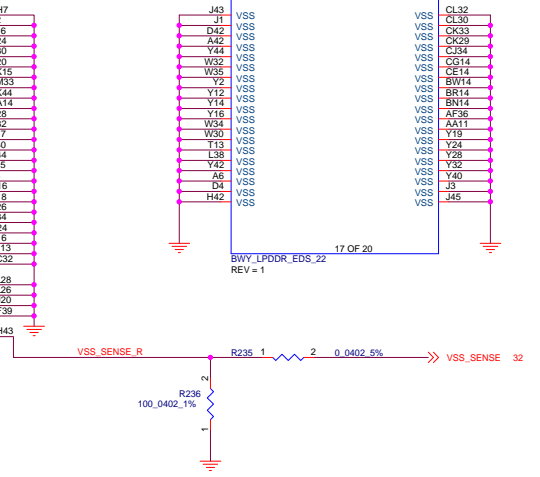 J43 VSS VSS CL32
J1 VSS VSS CL30
D42 VSS VSS CK33
A42 VSS VSS CK29
Y44 VSS VSS CJ34
W32 VSS VSS CG14
W35 VSS VSS CE14
Y2 VSS VSS BW14
Y12 VSS VSS BR14
Y14 VSS VSS BN14
Y16 VSS VSS AF36
W34 VSS VSS AA11
W30 VSS VSS Y19
T13 VSS VSS Y24
L38 VSS VSS Y28
Y42 VSS VSS Y32
A6 VSS VSS Y40
D4 VSS VSS J3
H42 VSS VSS J45
17 OF 20
BWY_LPDDR_EDS_22
REV = 1
H43
VSS_SENSE_R R235 1 2 0_0402_5% VSS_SENSE 32
2
R236
100_0402_1%
1